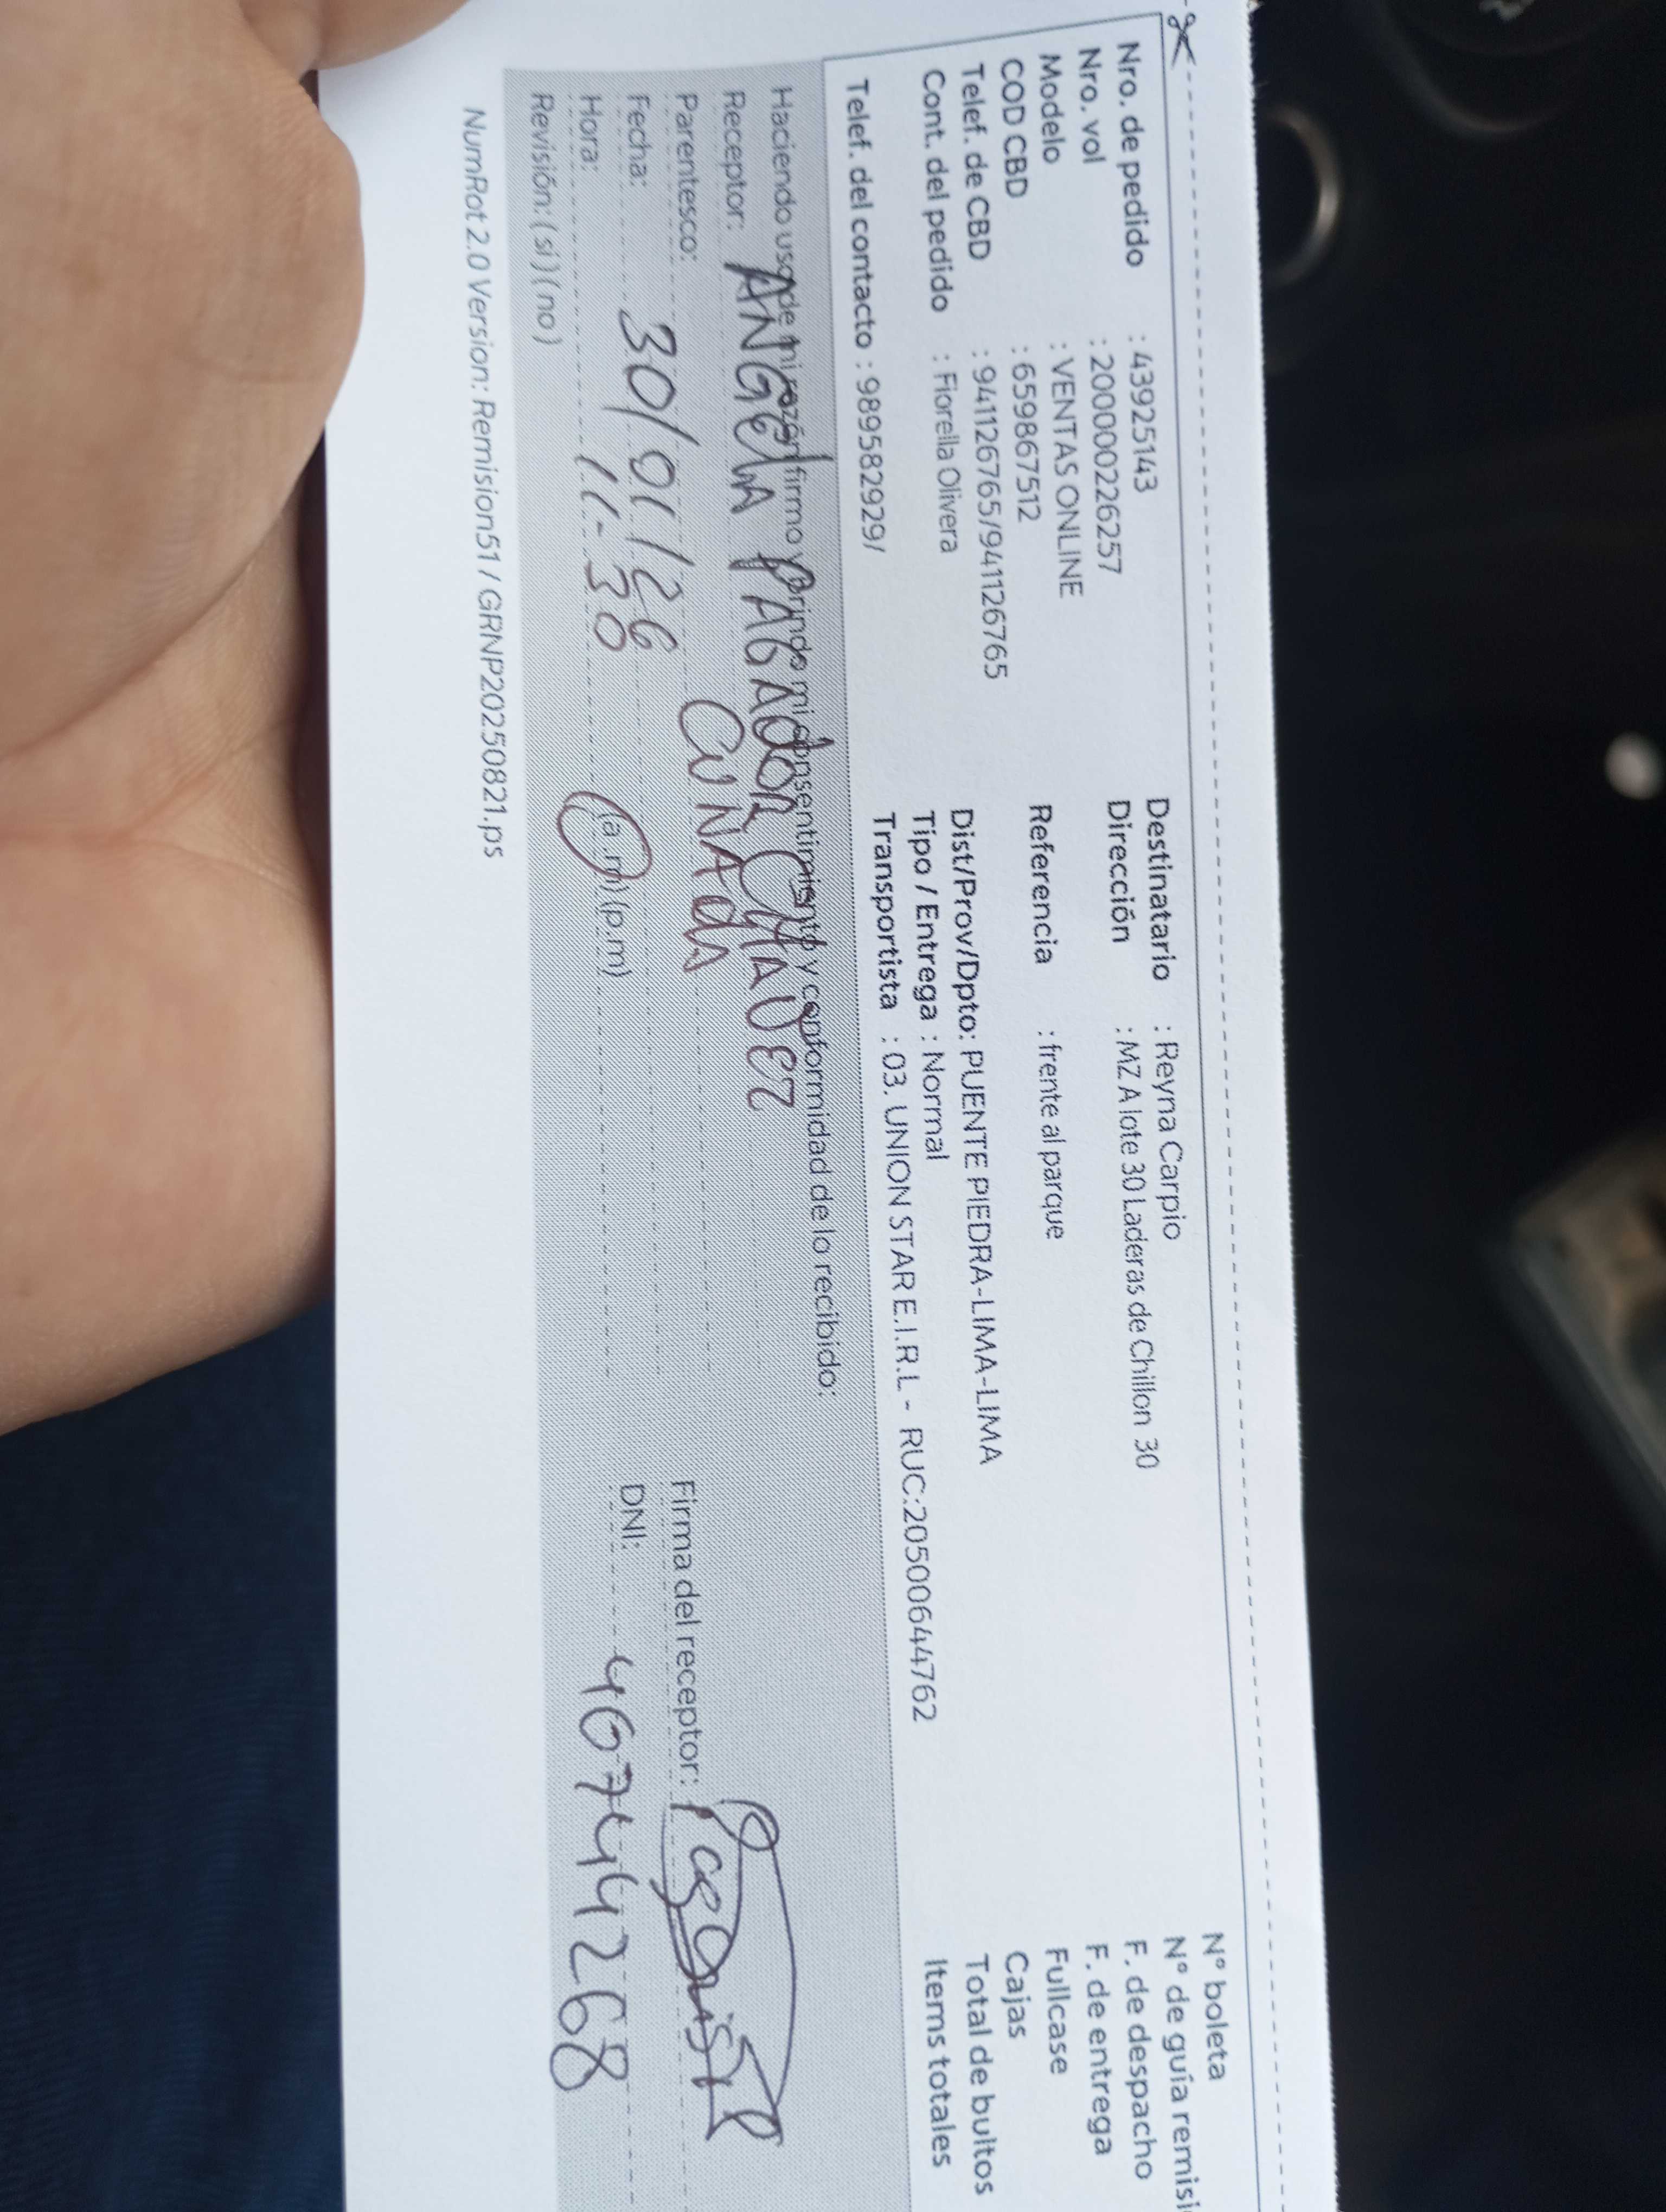 Nro. de pedido : 43925143
Nro. vol : 2000002262​57
Modelo : VENTAS ONLINE
COD CBD : 659867512
Telef. de CBD : 941126765/941126765
Cont. del pedido : Fiorella Olivera
Telef. del contacto : 989582929/
Destinatario : Reyna Carpio
Dirección : MZ A lote 30 Laderas de Chillon 30
Referencia : frente al parque
Dist/Prov/Dpto: PUENTE PIEDRA-LIMA-LIMA
Tipo / Entrega : Normal
Transportista : 03. UNION STAR E.I.R.L - RUC:20500644762
N° boleta
N° de guía remisi
F. de despacho
F. de entrega
Fullcase
Cajas
Total de bultos
Items totales
Haciendo uso de mi razón firmo y brindo mi consentimiento y conformidad de lo recibido:
Receptor: ANGELA PAGADOR CHAVEZ
Parentesco: CUNADA
Fecha: 30/01/26
Hora: 11-30 (a.m) (p.m)
Revisión: ( si ) ( no )
Firma del receptor:
DNI: 46744268
NumRot 2.0 Version: Remision51 / GRNP20250821.ps